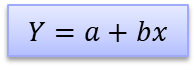 Y = a + bx